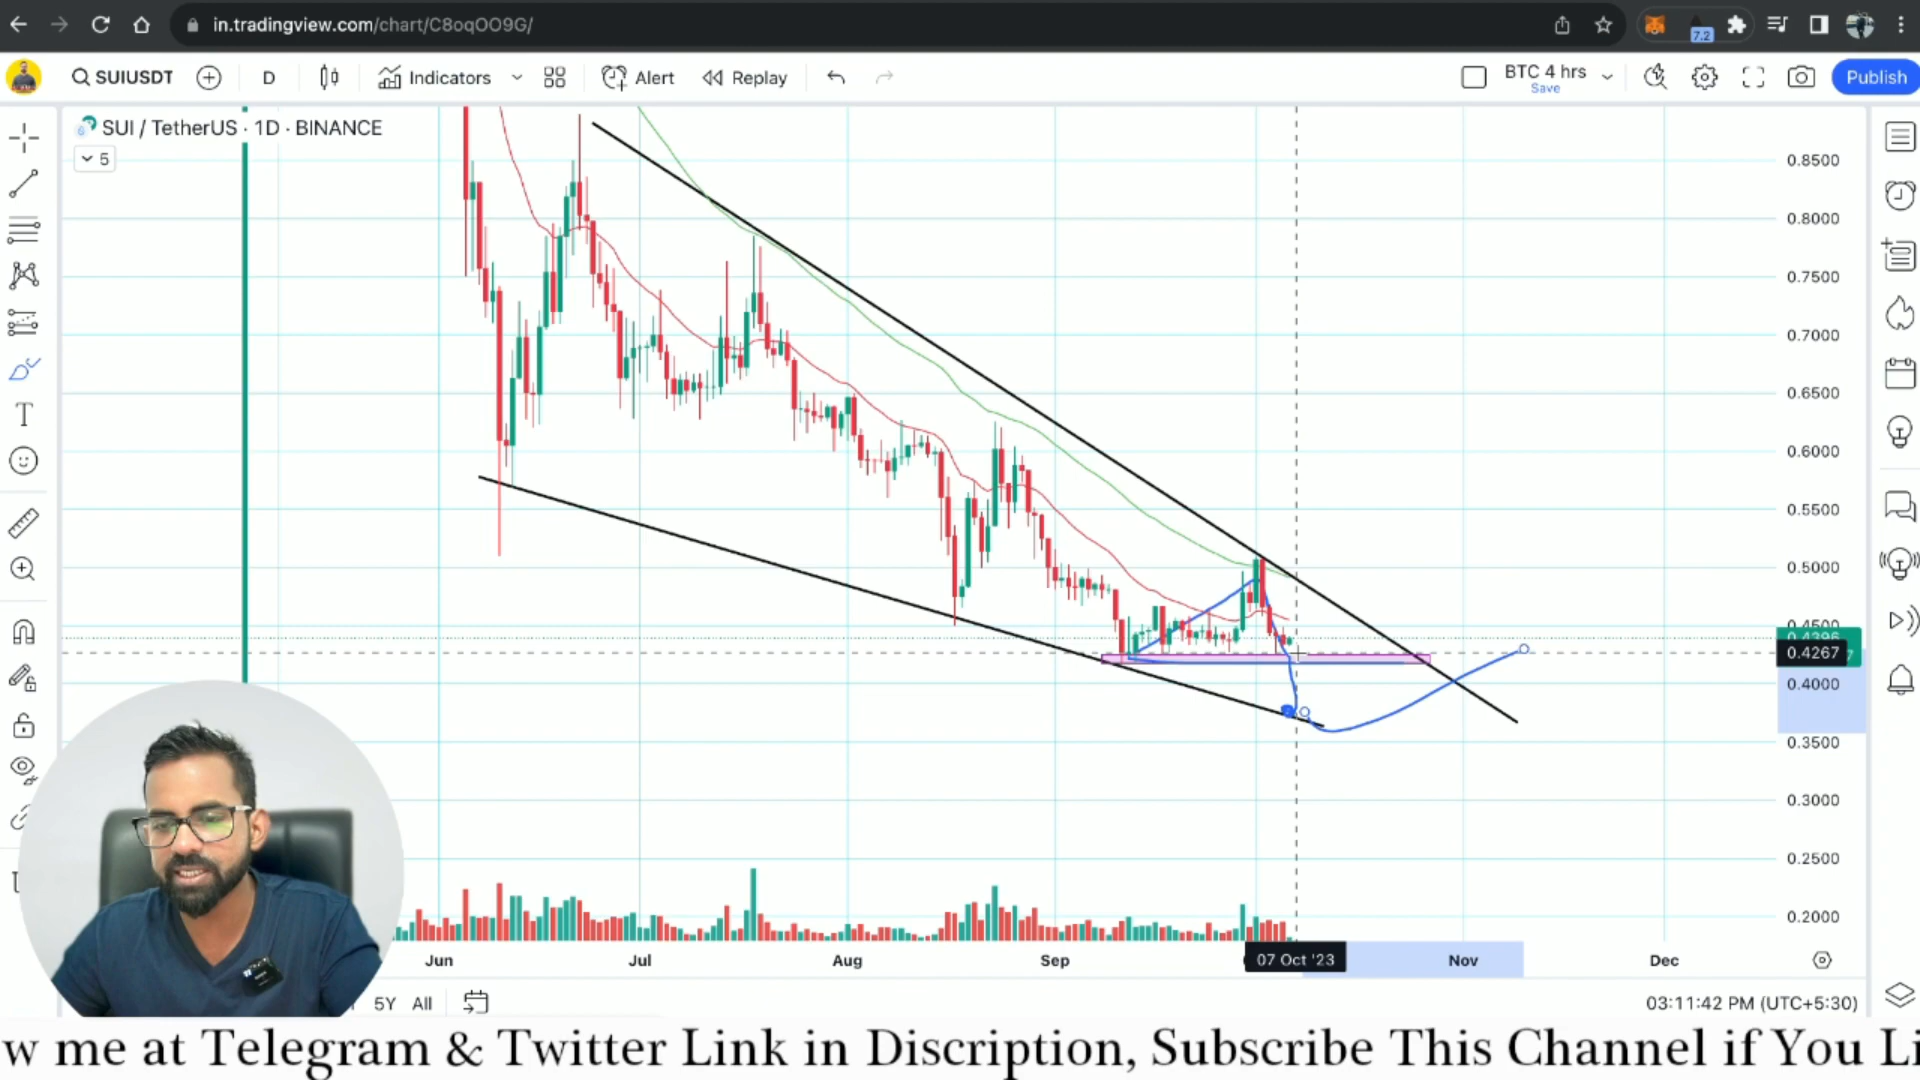 in.tradingview.com/chart/C8oqOO9G/
7.2
SUIUSDT
D
Indicators
Alert
Replay
BTC 4 hrs
Save
Publish
SUI / TetherUS · 1D · BINANCE
5
0.8500
0.8000
0.7500
0.7000
0.6500
0.6000
0.5500
0.5000
0.4267
0.4000
0.3500
0.3000
0.2500
0.2000
Jun
Jul
Aug
Sep
07 Oct '23
Nov
Dec
5Y
All
03:11:42 PM (UTC+5:30)
w me at Telegram & Twitter Link in Discription, Subscribe This Channel if You Li